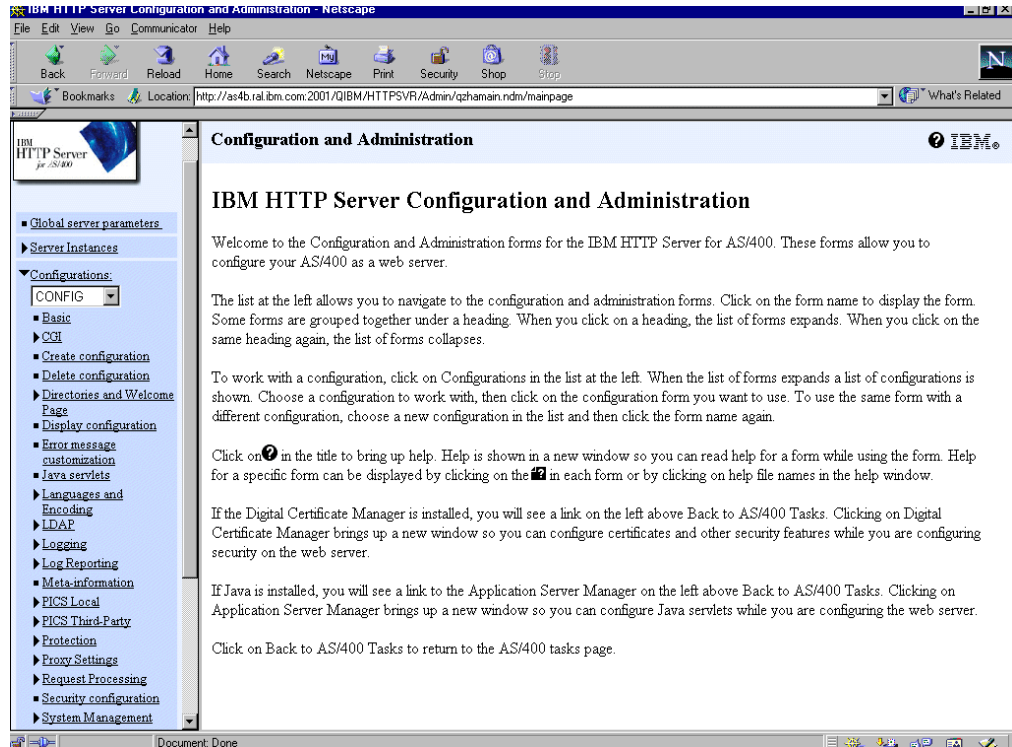 IBM HTTP Server Configuration and Administration - Netscape
File Edit View Go Communicator Help
Back Forward Reload Home Search Netscape Print Security Shop Stop
My
N
Bookmarks Location: http://as4b.ral.ibm.com:2001/QIBM/HTTPSVR/Admin/qzhamain.ndm/mainpage What's Related
IBM
HTTP Server
for AS/400
Global server parameters
Server Instances
Configurations:
CONFIG
Basic
CGI
Create configuration
Delete configuration
Directories and Welcome
Page
Display configuration
Error message
customization
Java servlets
Languages and
Encoding
LDAP
Logging
Log Reporting
Meta-information
PICS Local
PICS Third-Party
Protection
Proxy Settings
Request Processing
Security configuration
System Management
Configuration and Administration
? IBM
IBM HTTP Server Configuration and Administration
Welcome to the Configuration and Administration forms for the IBM HTTP Server for AS/400. These forms allow you to
configure your AS/400 as a web server.
The list at the left allows you to navigate to the configuration and administration forms. Click on the form name to display the form.
Some forms are grouped together under a heading. When you click on a heading, the list of forms expands. When you click on the
same heading again, the list of forms collapses.
To work with a configuration, click on Configurations in the list at the left. When the list of forms expands a list of configurations is
shown. Choose a configuration to work with, then click on the configuration form you want to use. To use the same form with a
different configuration, choose a new configuration in the list and then click the form name again.
Click on ? in the title to bring up help. Help is shown in a new window so you can read help for a form while using the form. Help
for a specific form can be displayed by clicking on the ? in each form or by clicking on help file names in the help window.
If the Digital Certificate Manager is installed, you will see a link on the left above Back to AS/400 Tasks. Clicking on Digital
Certificate Manager brings up a new window so you can configure certificates and other security features while you are configuring
security on the web server.
If Java is installed, you will see a link to the Application Server Manager on the left above Back to AS/400 Tasks. Clicking on
Application Server Manager brings up a new window so you can configure Java servlets while you are configuring the web server.
Click on Back to AS/400 Tasks to return to the AS/400 tasks page.
Document: Done